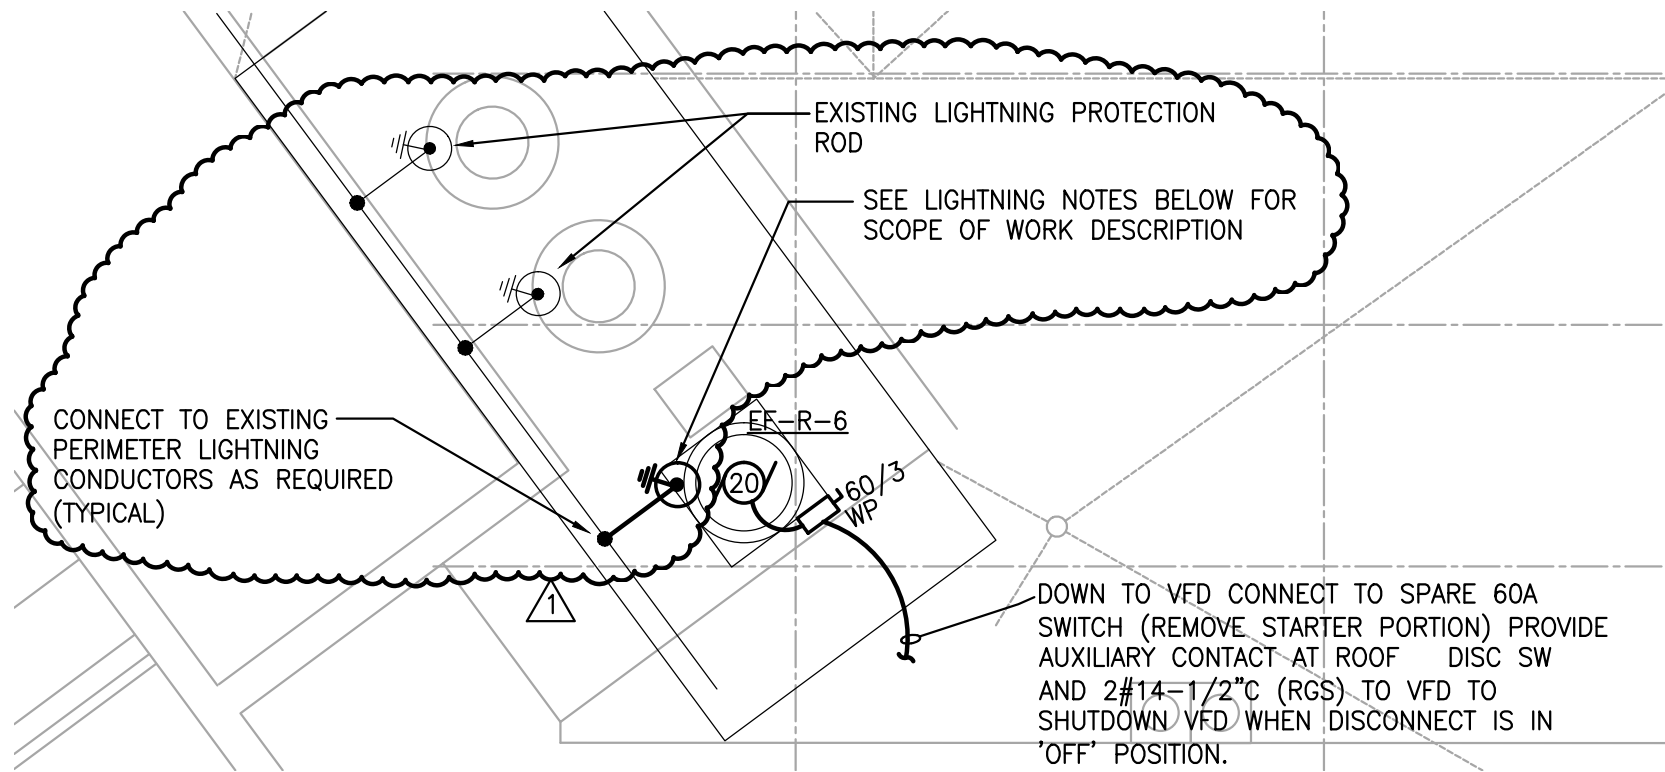 EXISTING LIGHTNING PROTECTION
ROD
SEE LIGHTNING NOTES BELOW FOR
SCOPE OF WORK DESCRIPTION
CONNECT TO EXISTING
PERIMETER LIGHTNING
CONDUCTORS AS REQUIRED
(TYPICAL)
EF-R-6
20
60/3
WP
1
DOWN TO VFD CONNECT TO SPARE 60A
SWITCH (REMOVE STARTER PORTION) PROVIDE
AUXILIARY CONTACT AT ROOF DISC SW
AND 2#14-1/2"C (RGS) TO VFD TO
SHUTDOWN VFD WHEN DISCONNECT IS IN
'OFF' POSITION.